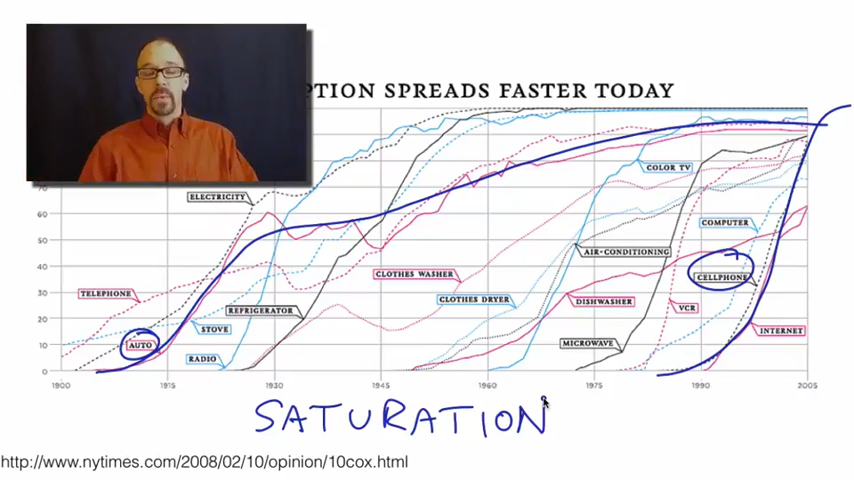 PTION SPREADS FASTER TODAY
COLOR TV
70
ELECTRICITY
60
COMPUTER
50
AIR-CONDITIONING
40
CLOTHES WASHER
CELLPHONE
TELEPHONE
30
CLOTHES DRYER
DISHWASHER
VCR
REFRIGERATOR
20
STOVE
INTERNET
10
AUTO
MICROWAVE
RADIO
0
1900 1915 1930 1945 1960 1975 1990 2005
SATURATION
http://www.nytimes.com/2008/02/10/opinion/10cox.html